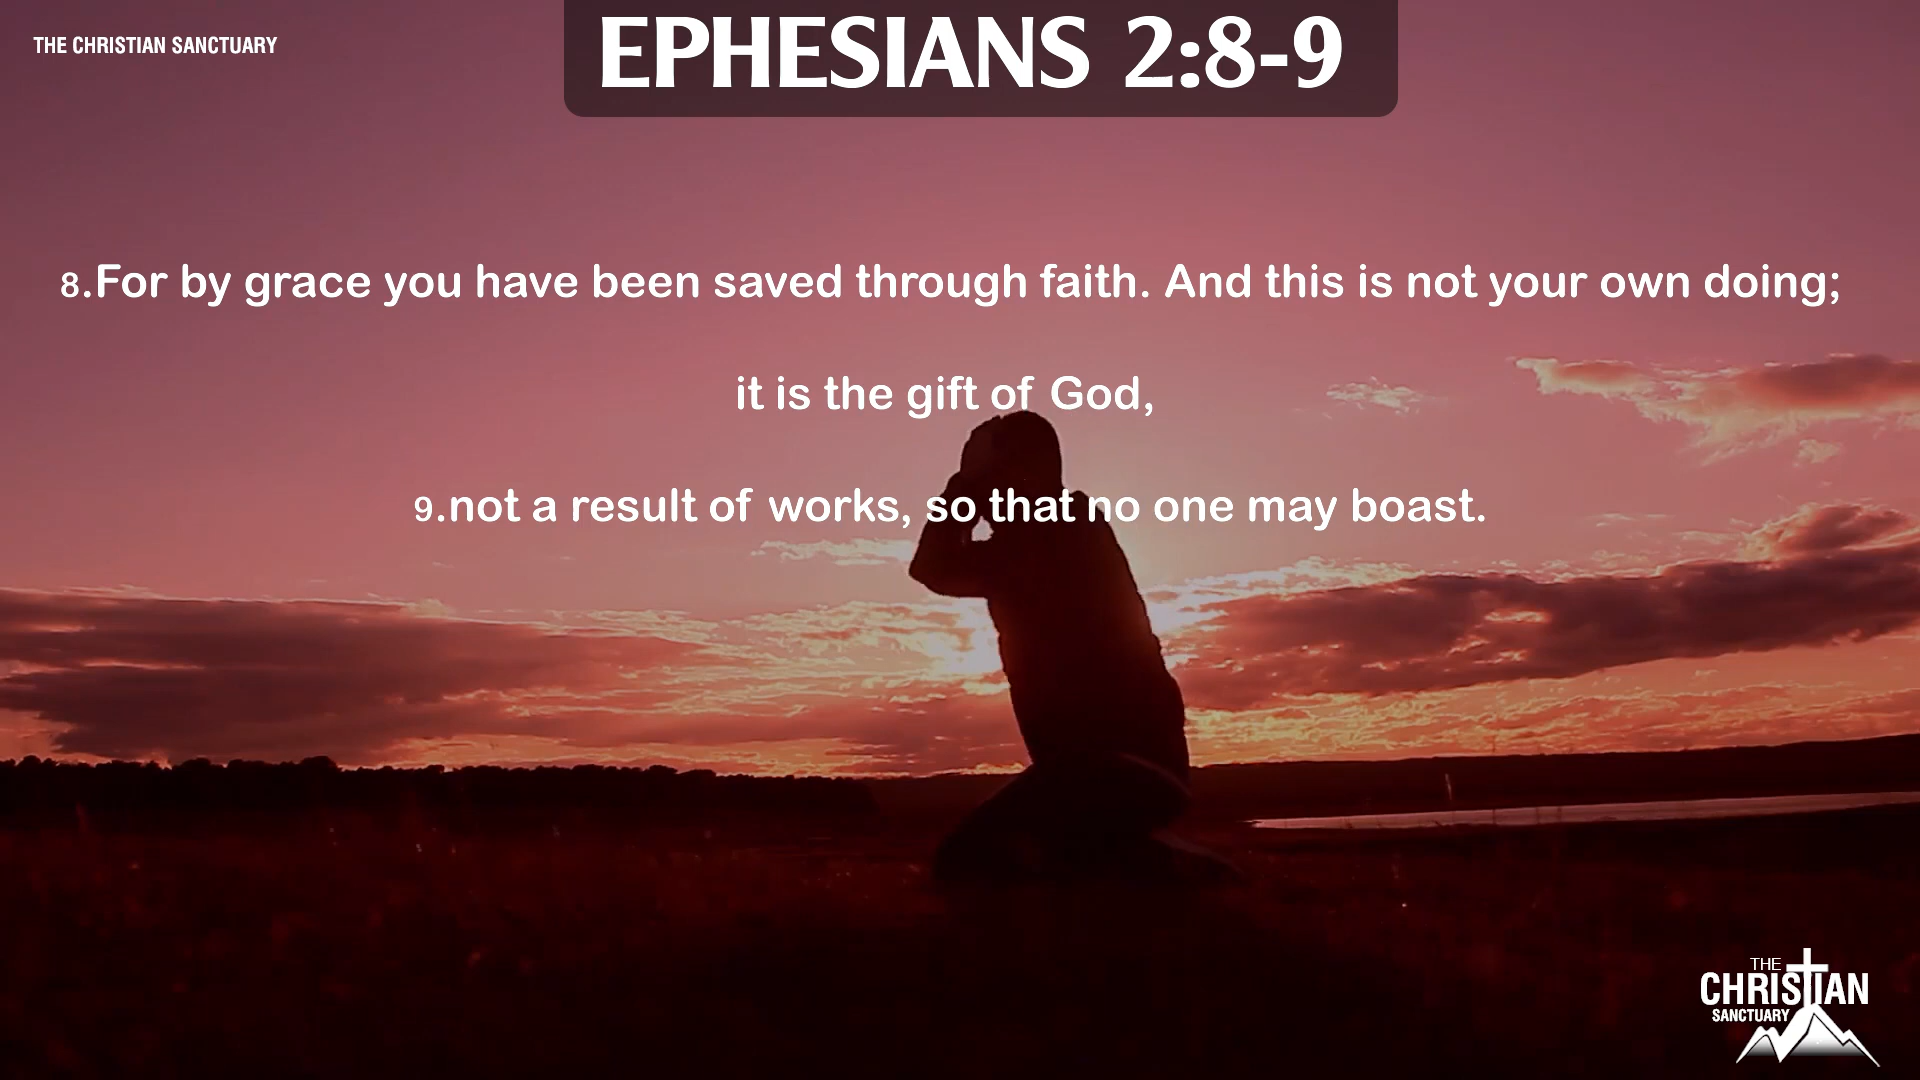 THE CHRISTIAN SANCTUARY
EPHESIANS 2:8-9
8.For by grace you have been saved through faith. And this is not your own doing;
it is the gift of God,
9.not a result of works, so that no one may boast.
THE
CHRISTIAN
SANCTUARY